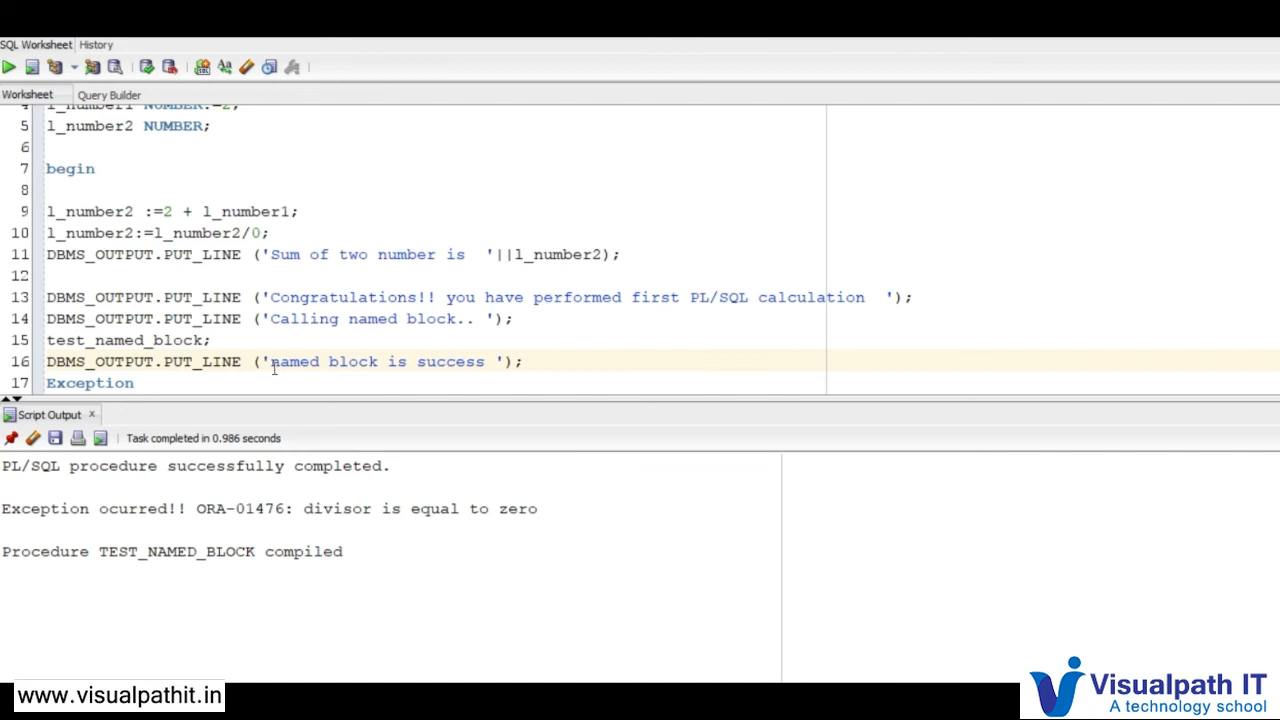 SQL Worksheet History
Worksheet Query Builder
4 l_number1 NUMBER:=2;
5 l_number2 NUMBER;
6
7 begin
8
9 l_number2 :=2 + l_number1;
10 l_number2:=l_number2/0;
11 DBMS_OUTPUT.PUT_LINE ('Sum of two number is  '||l_number2);
12
13 DBMS_OUTPUT.PUT_LINE ('Congratulations!! you have performed first PL/SQL calculation  ');
14 DBMS_OUTPUT.PUT_LINE ('Calling named block.. ');
15 test_named_block;
16 DBMS_OUTPUT.PUT_LINE ('named block is success ');
17 Exception
Script Output x
Task completed in 0.986 seconds
PL/SQL procedure successfully completed.
Exception ocurred!! ORA-01476: divisor is equal to zero
Procedure TEST_NAMED_BLOCK compiled
www.visualpathit.in
Visualpath IT
A technology school